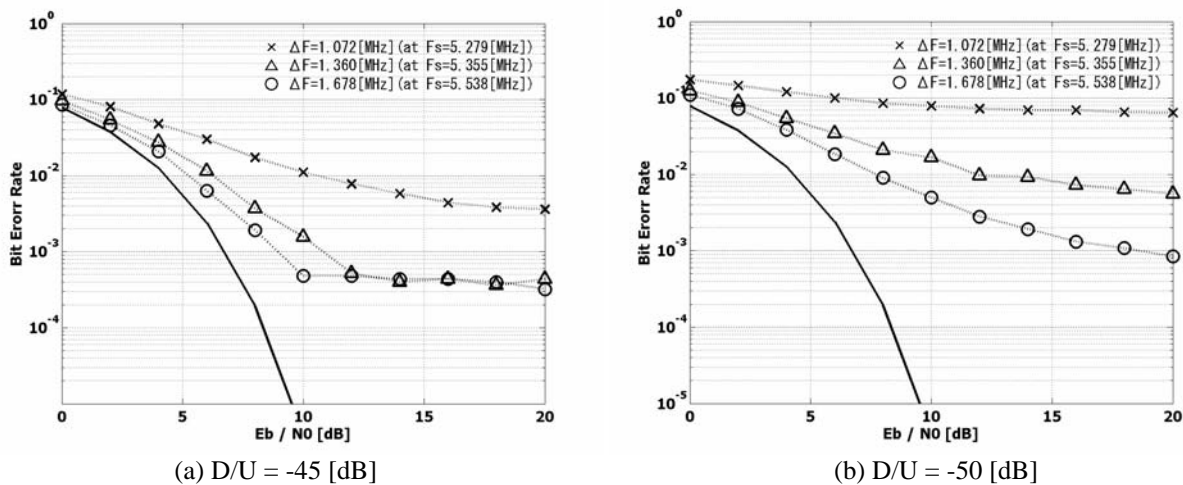 10^0
× ΔF=1.072[MHz](at Fs=5.279[MHz])
△ ΔF=1.360[MHz](at Fs=5.355[MHz])
○ ΔF=1.678[MHz](at Fs=5.538[MHz])
10^-1
10^-2
10^-3
10^-4
Bit Erorr Rate
0 5 10 15 20
Eb / N0 [dB]
(a) D/U = -45 [dB]
10^0
× ΔF=1.072[MHz](at Fs=5.279[MHz])
△ ΔF=1.360[MHz](at Fs=5.355[MHz])
○ ΔF=1.678[MHz](at Fs=5.538[MHz])
10^-1
10^-2
10^-3
10^-4
10^-5
Bit Erorr Rate
0 5 10 15 20
Eb / N0 [dB]
(b) D/U = -50 [dB]